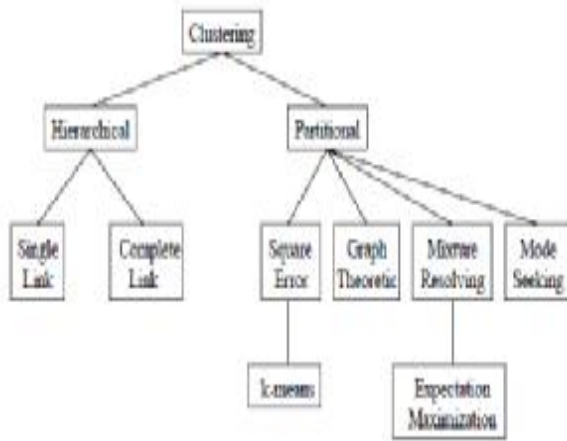 Clustering
Hierarchical
Partitional
Single
Link
Complete
Link
Square
Error
Graph
Theoretic
Mixture
Resolving
Mode
Seeking
k-means
Expectation
Maximization